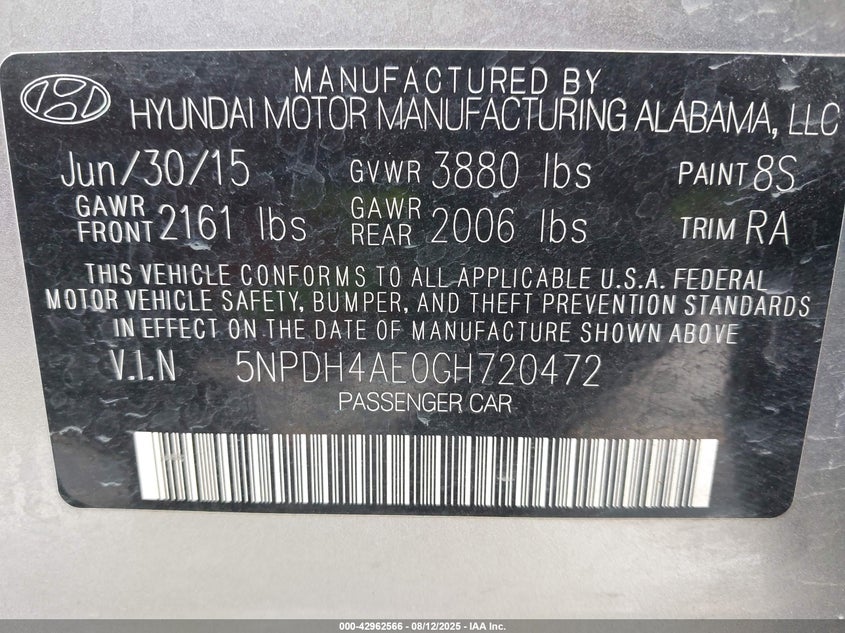 MANUFACTURED BY
HYUNDAI MOTOR MANUFACTURING ALABAMA, LLC
Jun/30/15 GVWR 3880 lbs PAINT 8S
GAWR FRONT 2161 lbs GAWR REAR 2006 lbs TRIM RA
THIS VEHICLE CONFORMS TO ALL APPLICABLE U.S.A. FEDERAL
MOTOR VEHICLE SAFETY, BUMPER, AND THEFT PREVENTION STANDARDS
IN EFFECT ON THE DATE OF MANUFACTURE SHOWN ABOVE
V.I.N 5NPDH4AE0GH720472
PASSENGER CAR
000-42962566 - 08/12/2025 - IAA Inc.